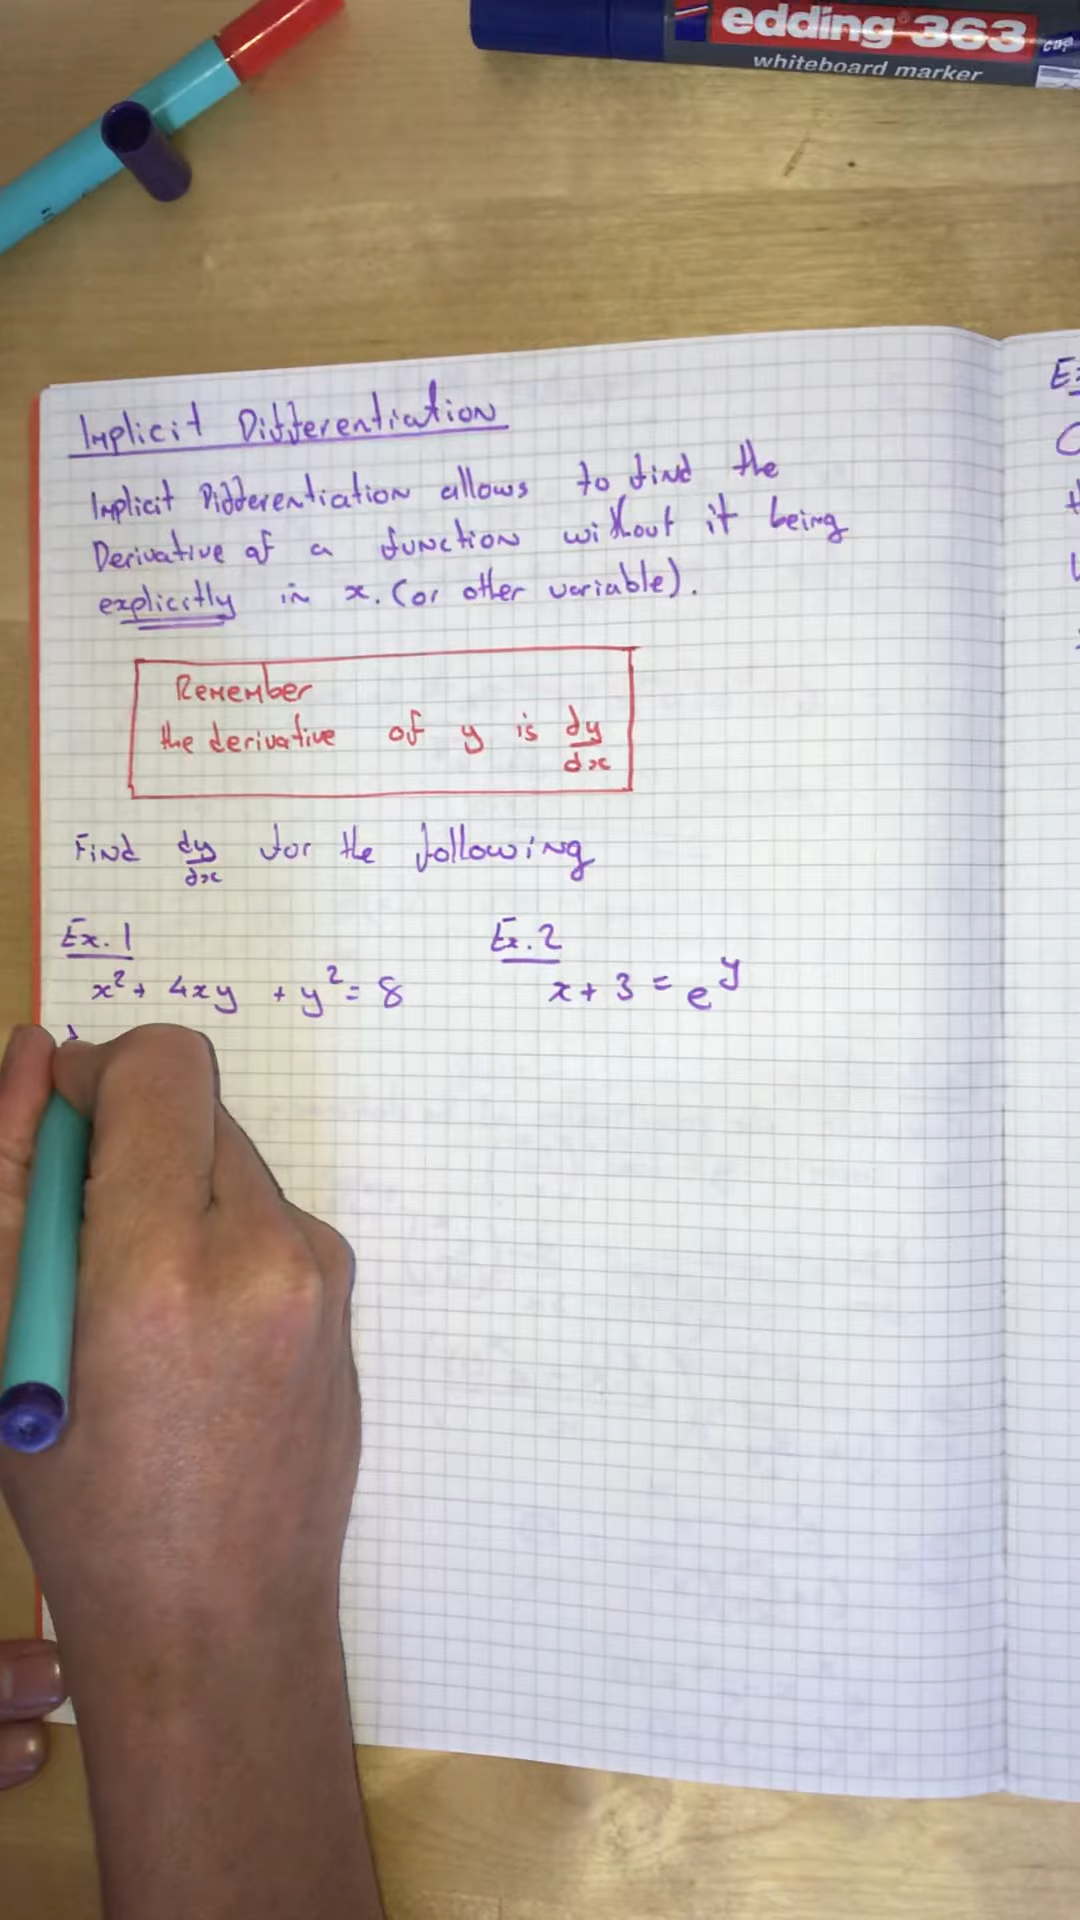 edding 363
cap
whiteboard marker
Implicit Differentiation
Implicit Differentiation allows to find the
Derivative of a function without it being
explicitly in x. (or other variable).
Remember
the derivative of y is dy/dx
Find dy/dx for the following
Ex. 1
x² + 4xy + y² = 8
Ex. 2
x + 3 = e^y